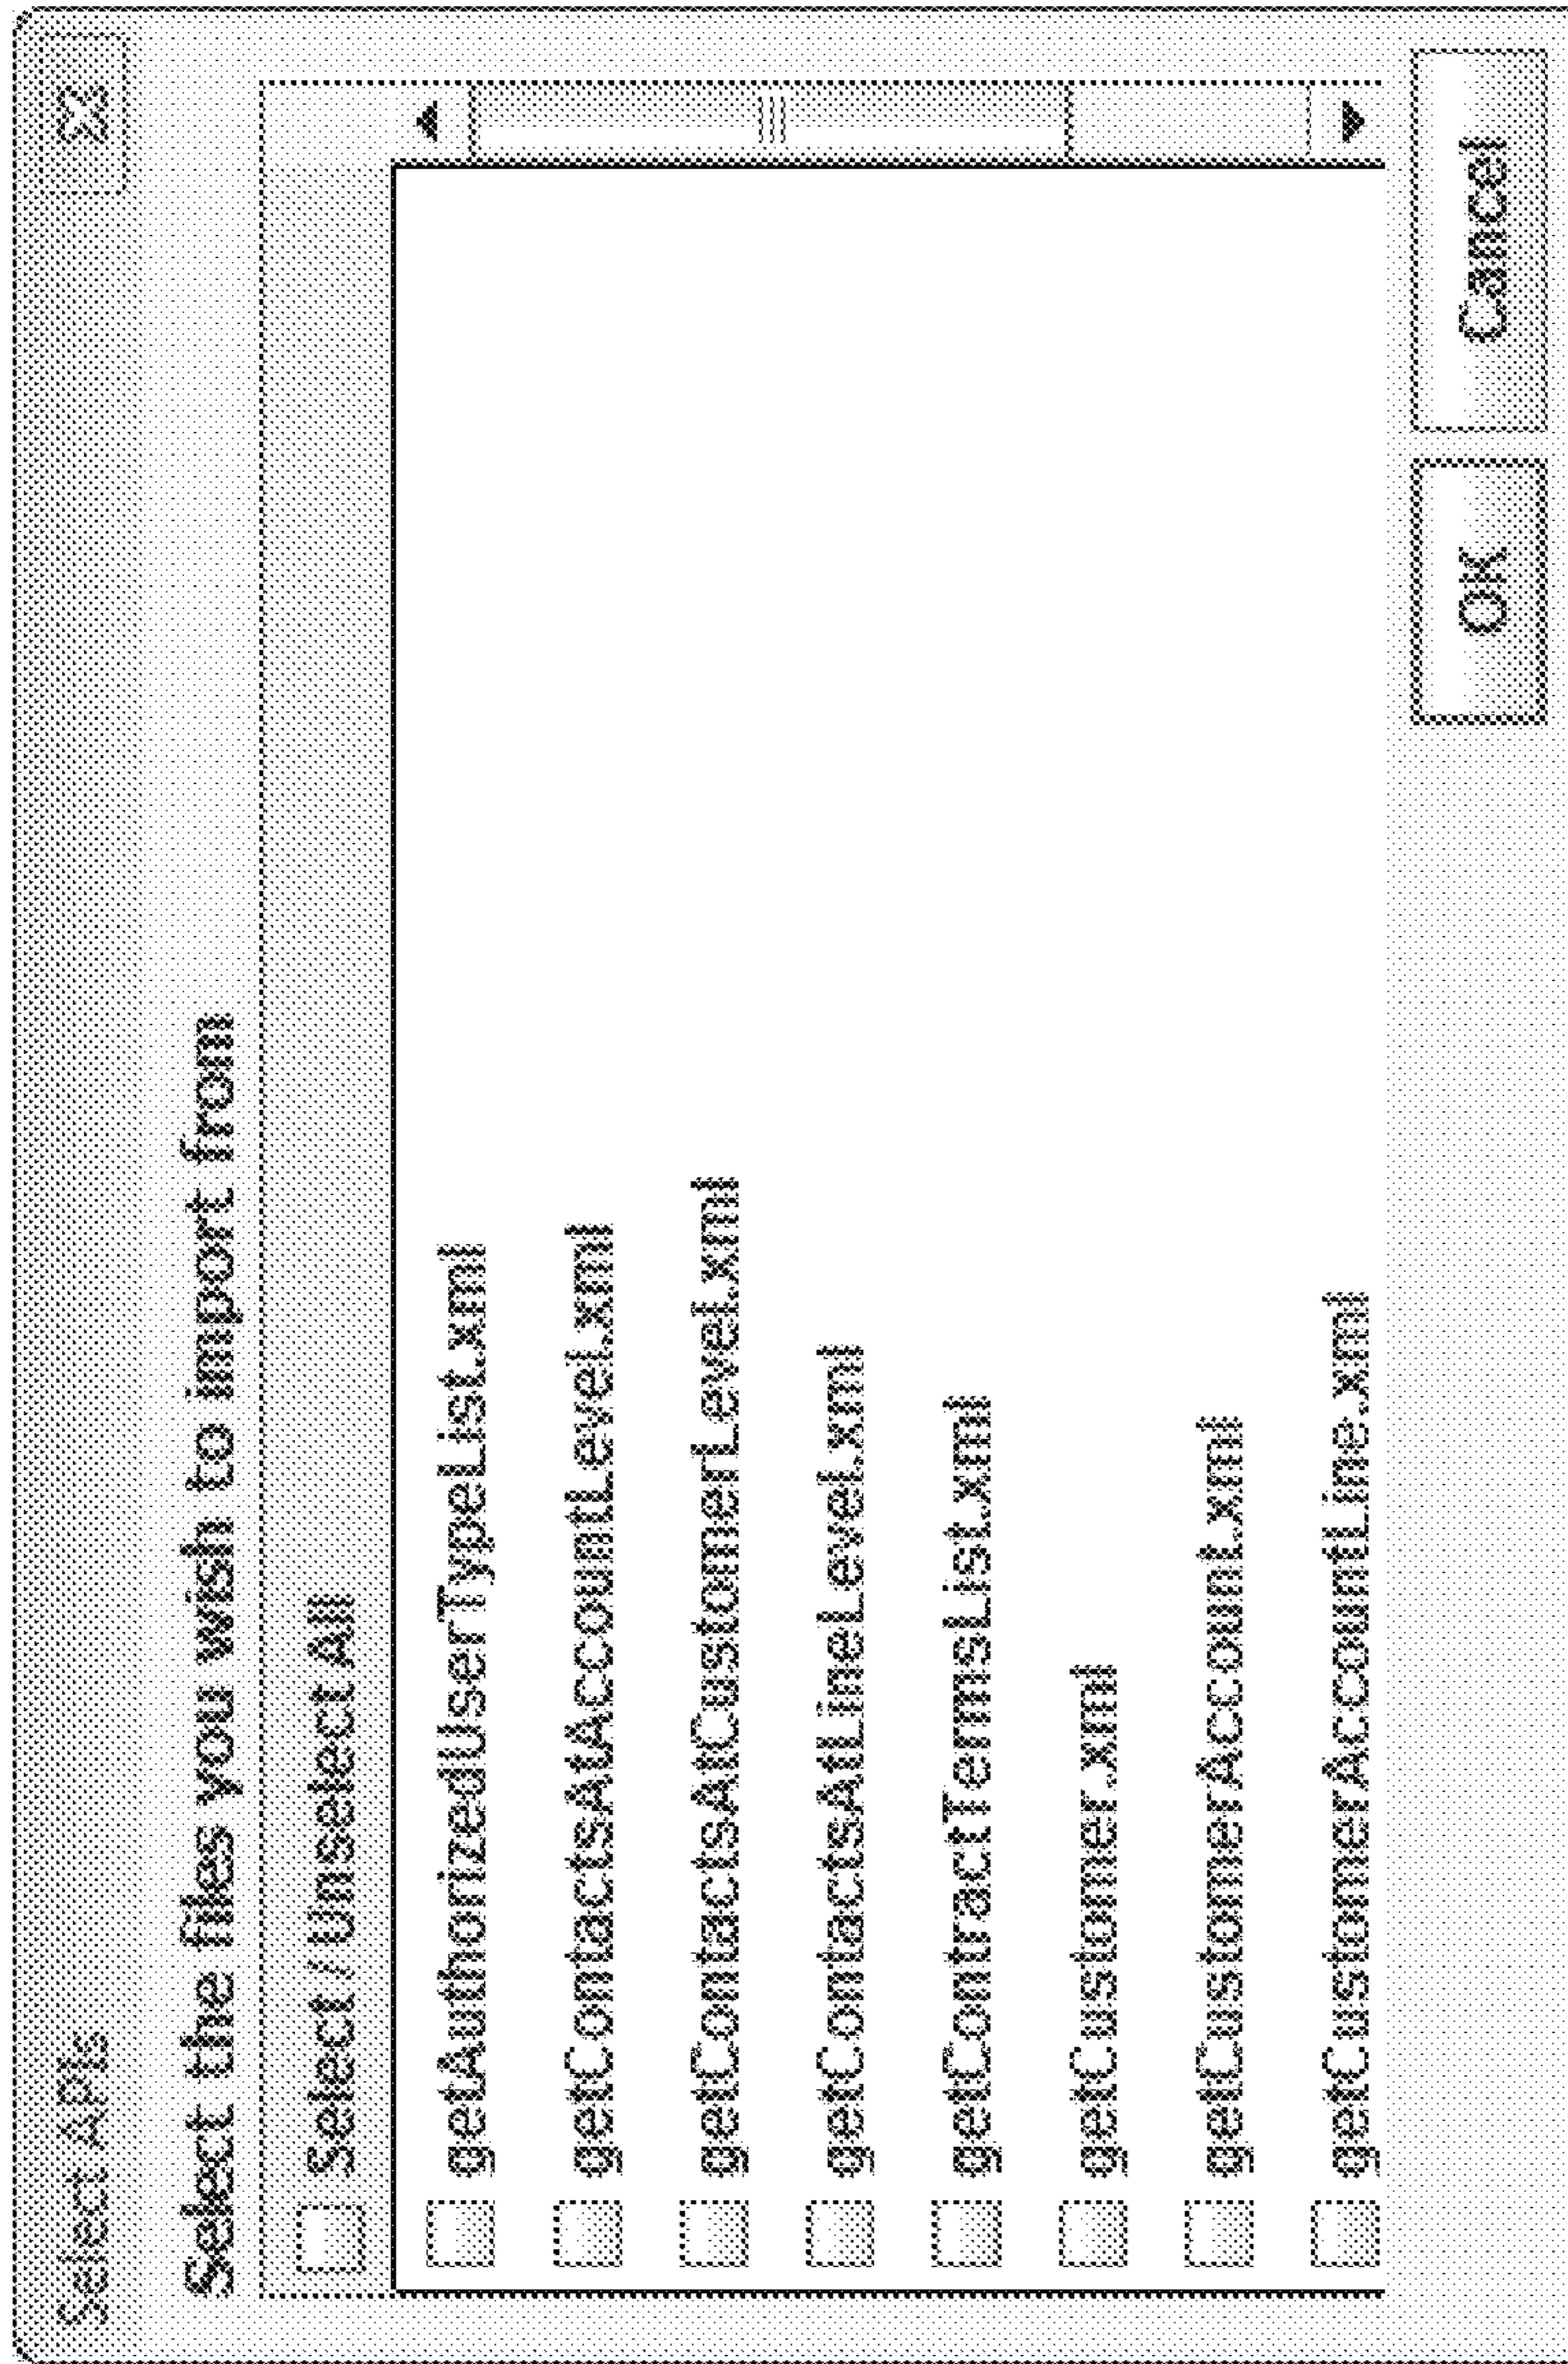 Select APIs
Select the files you wish to import from
Select / Unselect All
getAuthorizedUserTypeList.xml
getContactsAtAccountLevel.xml
getContactsAtCustomerLevel.xml
getContactsAtLineLevel.xml
getContractTermsList.xml
getCustomer.xml
getCustomerAccount.xml
getCustomerAccountLine.xml
OK
Cancel